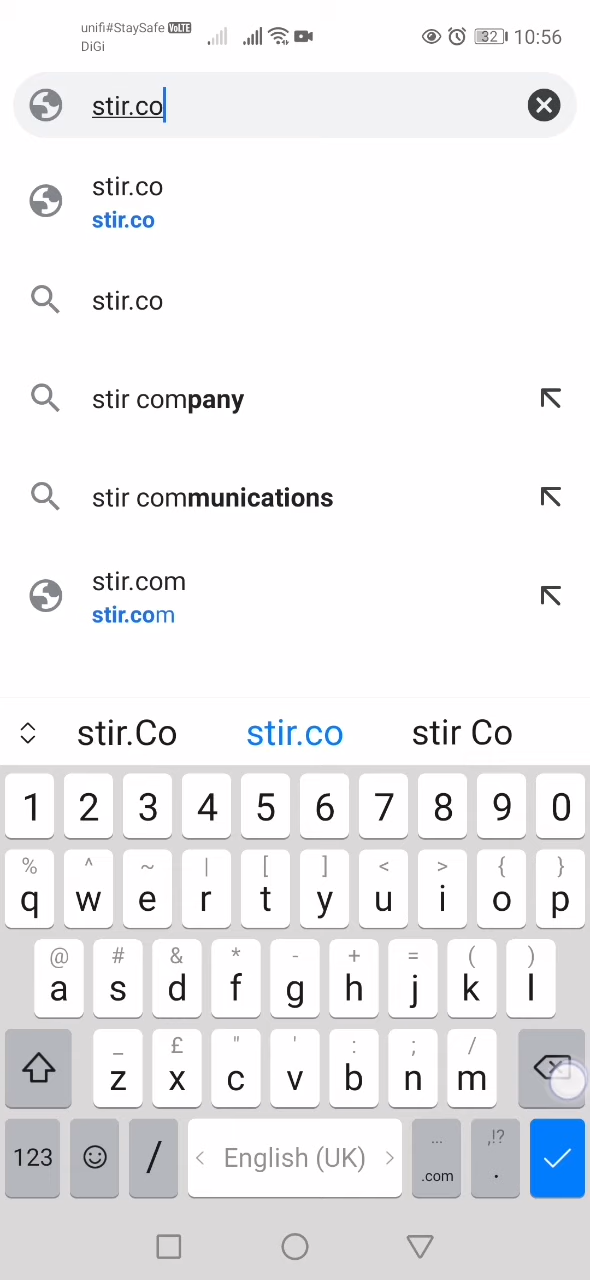 unifi#StaySafe VoLTE
DiGi
32 10:56
stir.co
stir.co
stir.co
stir.co
stir company
stir communications
stir.com
stir.com
stir.Co stir.co stir Co
1 2 3 4 5 6 7 8 9 0
% ^ ~ | [ ] < > { }
q w e r t y u i o p
@ # & * - + = ( )
a s d f g h j k l
_ £ " ' : ; /
z x c v b n m
... ,!?
123 / < English (UK) > .com .